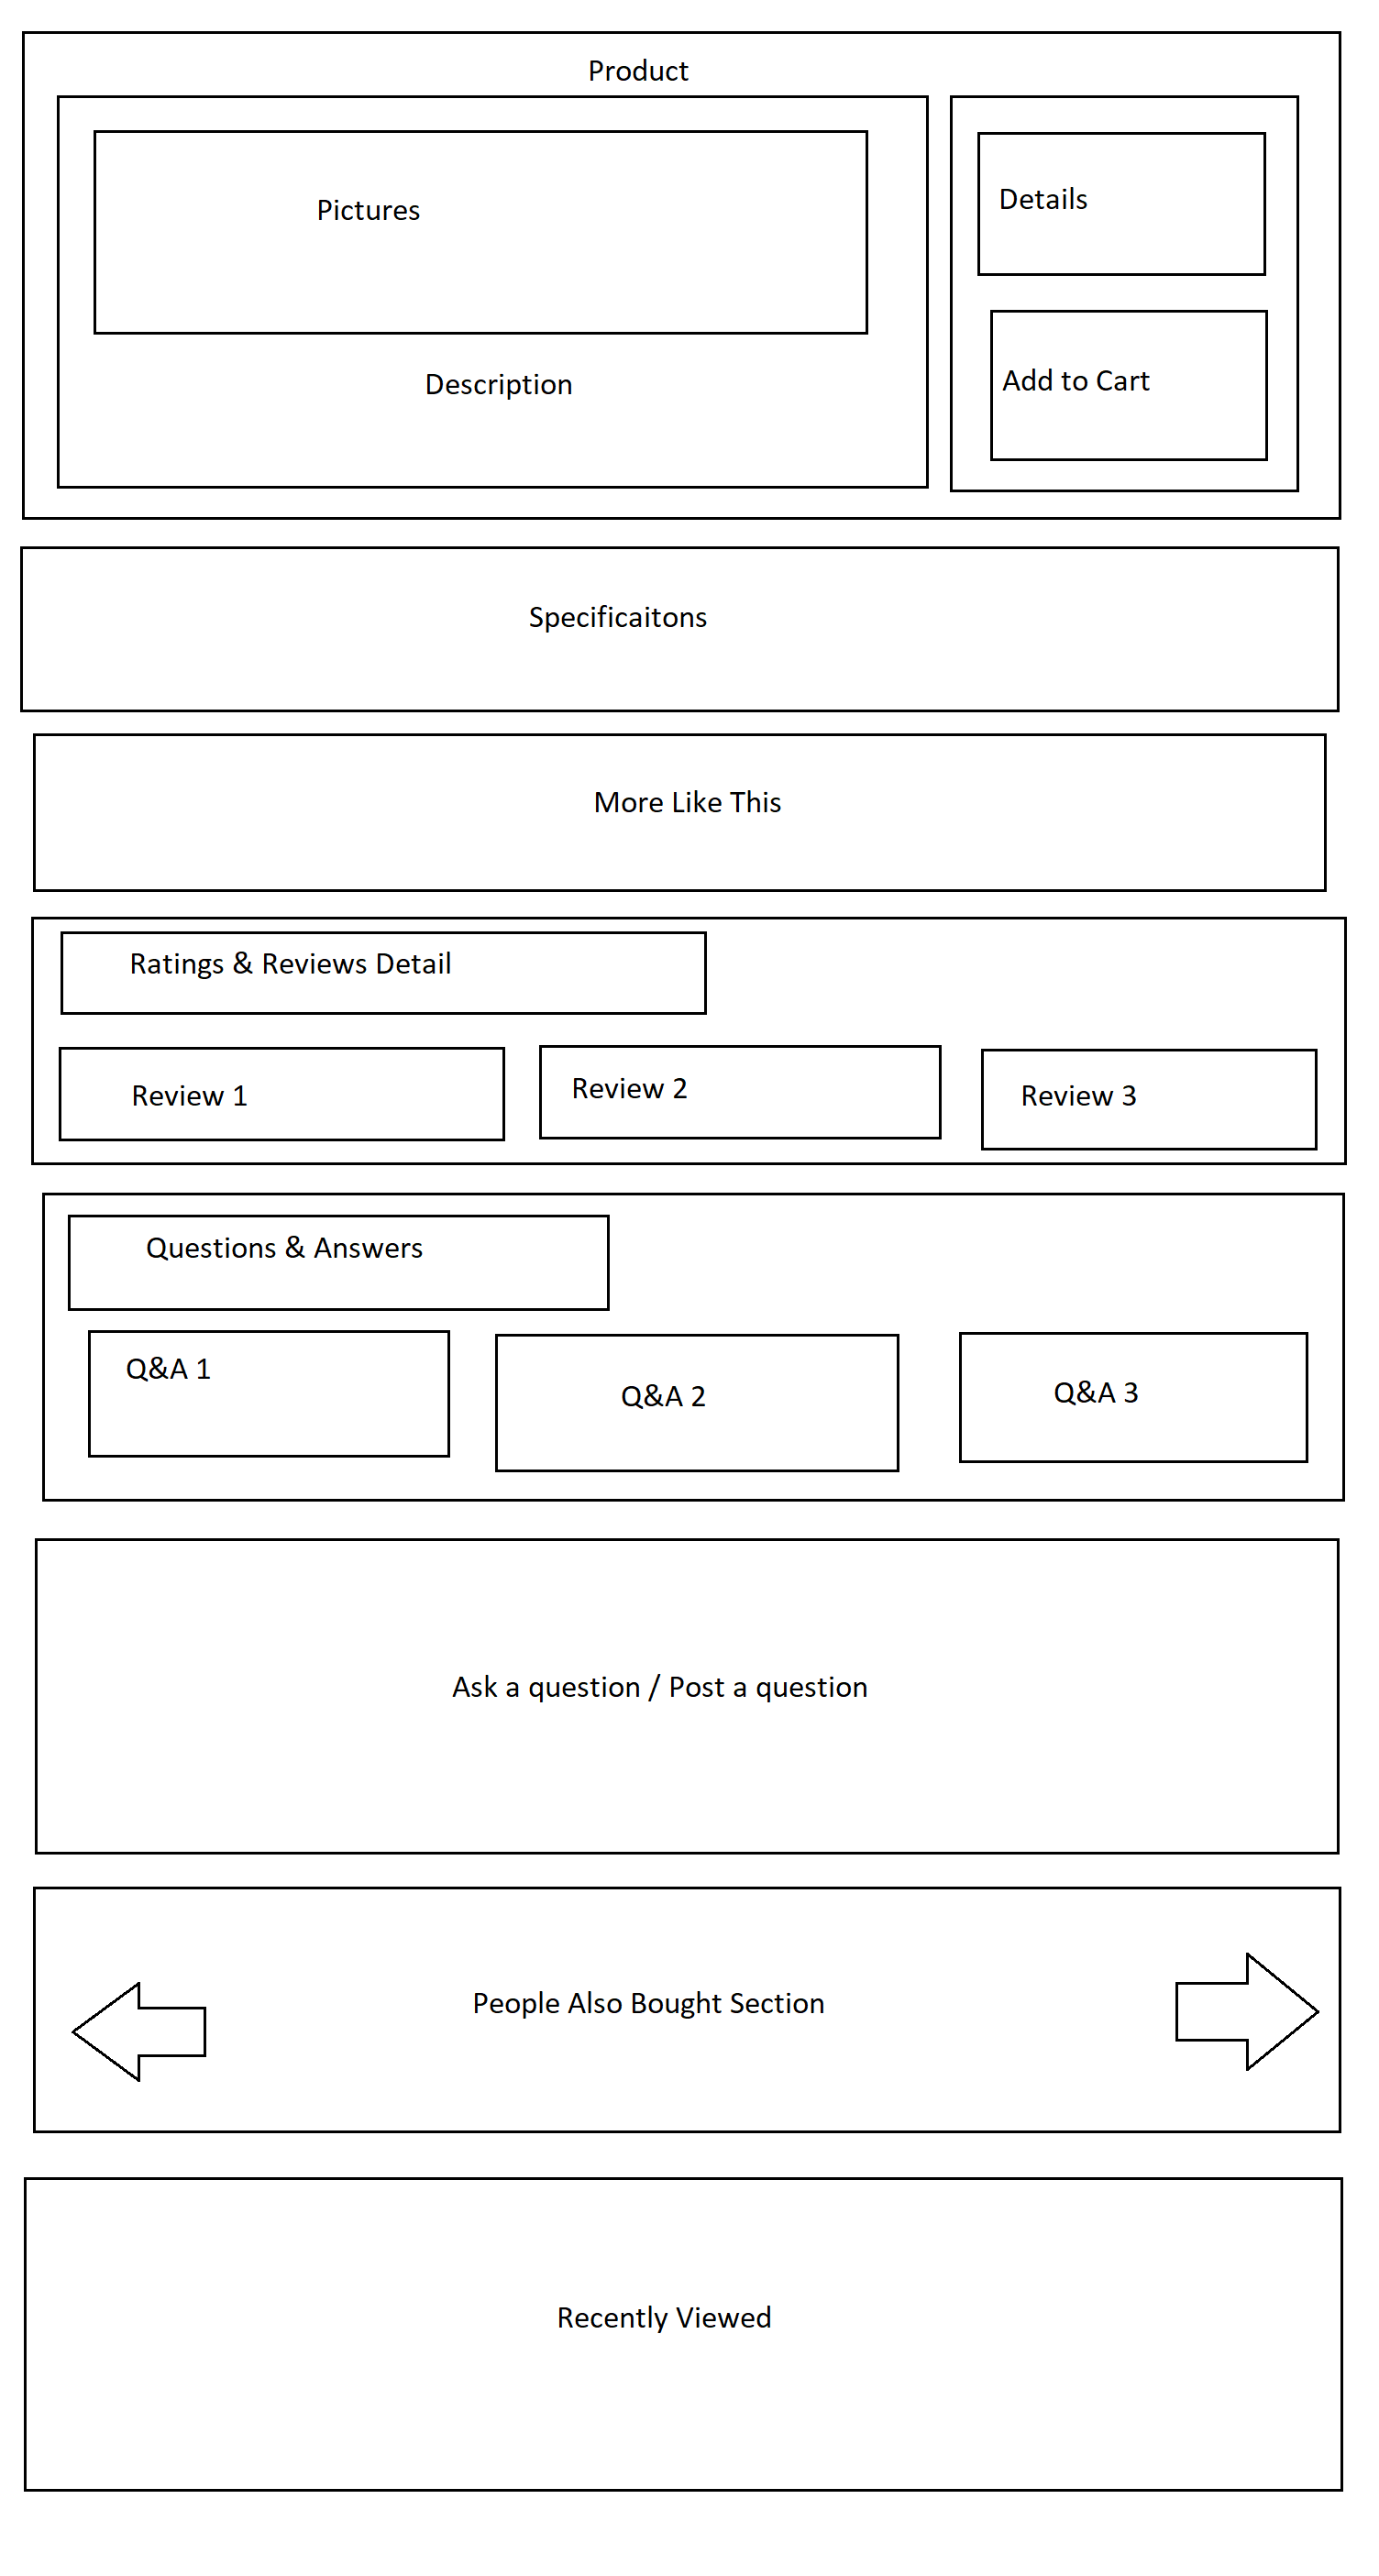 Product
Pictures
Description
Details
Add to Cart
Specificaitons
More Like This
Ratings & Reviews Detail
Review 1
Review 2
Review 3
Questions & Answers
Q&A 1
Q&A 2
Q&A 3
Ask a question / Post a question
People Also Bought Section
Recently Viewed